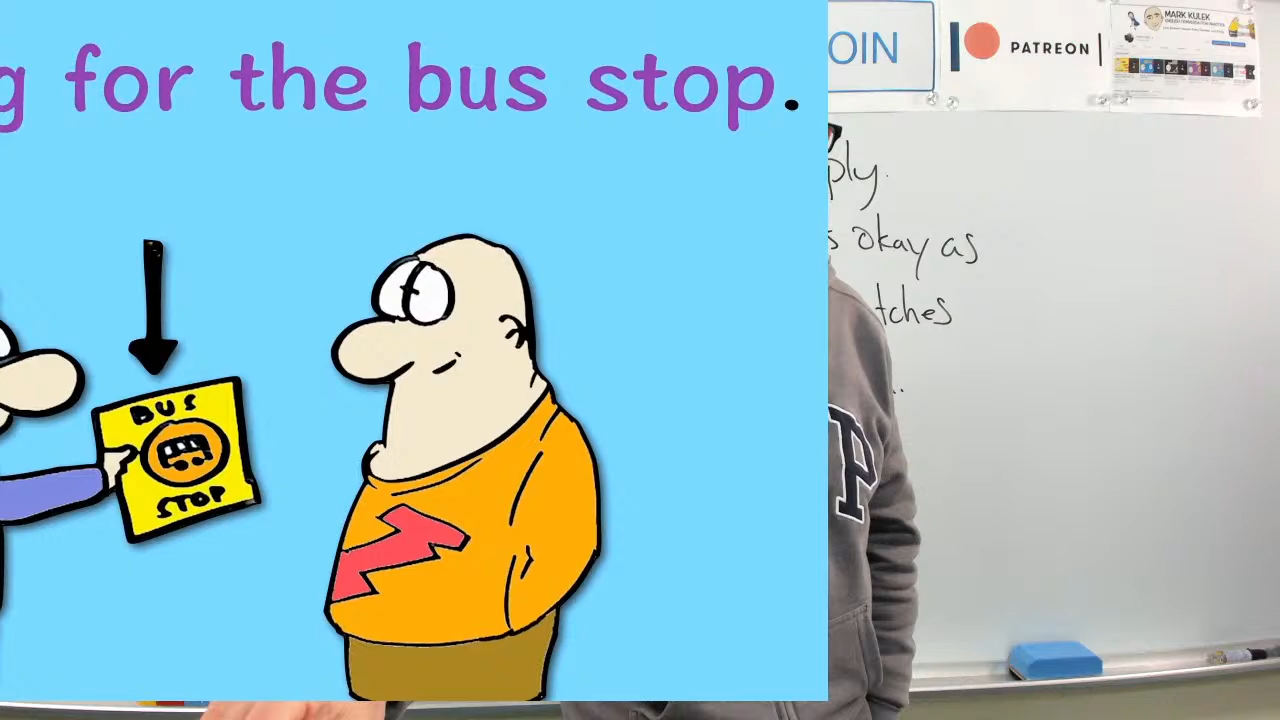 g for the bus stop.
BUS
STOP
OIN
PATREON
MARK KULEK
ply.
s okay as
tches
P